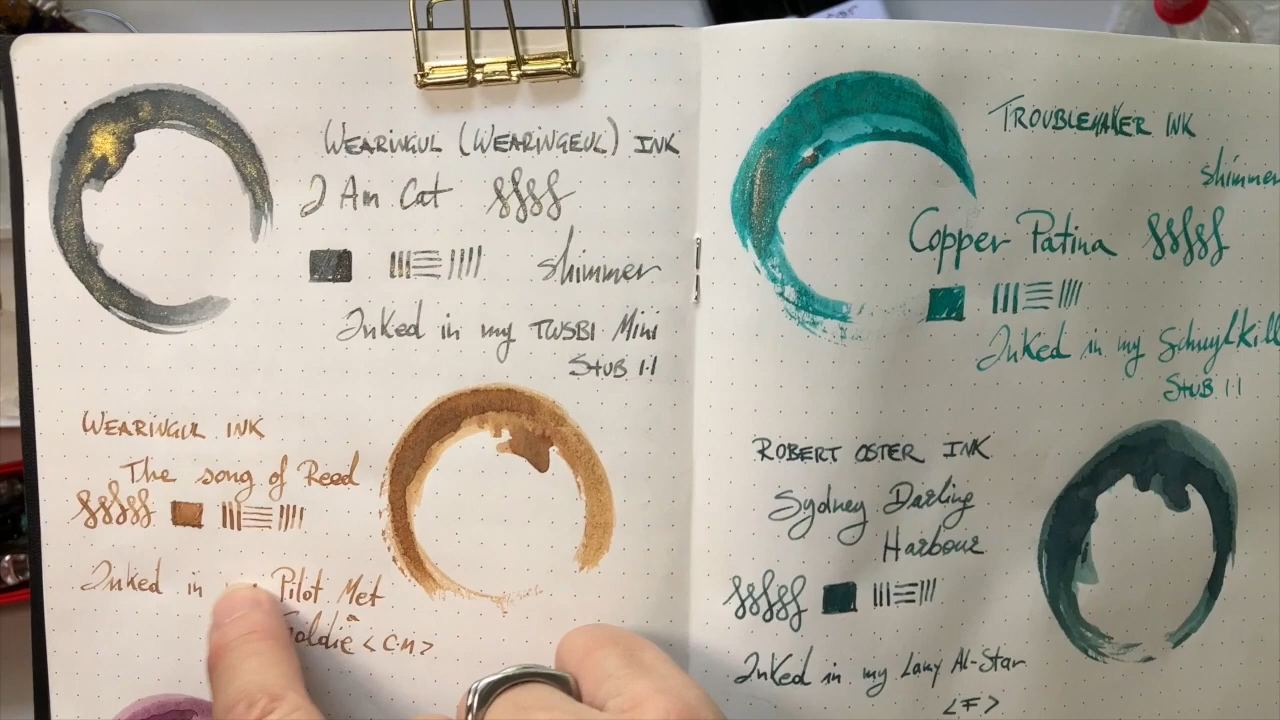 WEARINGUL (WEARINGEUL) INK
I Am Cat
shimmer
Inked in my TWSBI Mini
STUB 1.1
WEARINGUL INK
The song of Reed
Inked in Pilot Met
Goldie <CM>
TROUBLEMAKER INK
shimmer
Copper Patina
Inked in my Schuylkill
STUB 1.1
ROBERT OSTER INK
Sydney Darling
Harbour
Inked in my Lamy Al-Star
<F>